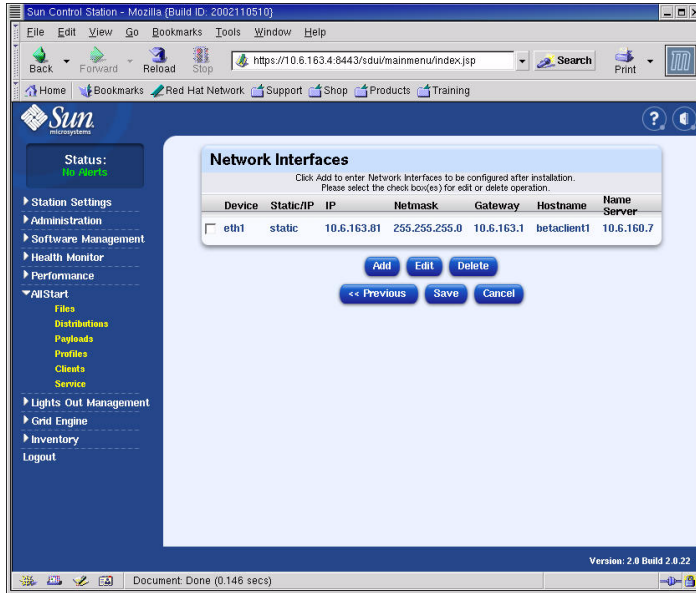 Sun Control Station - Mozilla {Build ID: 2002110510}
File Edit View Go Bookmarks Tools Window Help
Back Forward Reload Stop https://10.6.163.4:8443/sdui/mainmenu/index.jsp Search Print
Home Bookmarks Red Hat Network Support Shop Products Training
Sun
microsystems
?
Status:
No Alerts
Station Settings
Administration
Software Management
Health Monitor
Performance
AllStart
Files
Distributions
Payloads
Profiles
Clients
Service
Lights Out Management
Grid Engine
Inventory
Logout
Network Interfaces
Click Add to enter Network Interfaces to be configured after installation.
Please select the check box(es) for edit or delete operation.
Device Static/IP IP Netmask Gateway Hostname Name Server
eth1 static 10.6.163.81 255.255.255.0 10.6.163.1 betaclient1 10.6.160.7
Add Edit Delete
<< Previous Save Cancel
Version: 2.0 Build 2.0.22
Document: Done (0.146 secs)